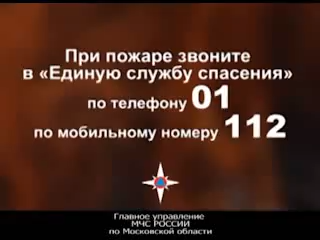 При пожаре звоните
в «Единую службу спасения»
по телефону 01
по мобильному номеру 112
Главное управление
МЧС РОССИИ
по Московской области